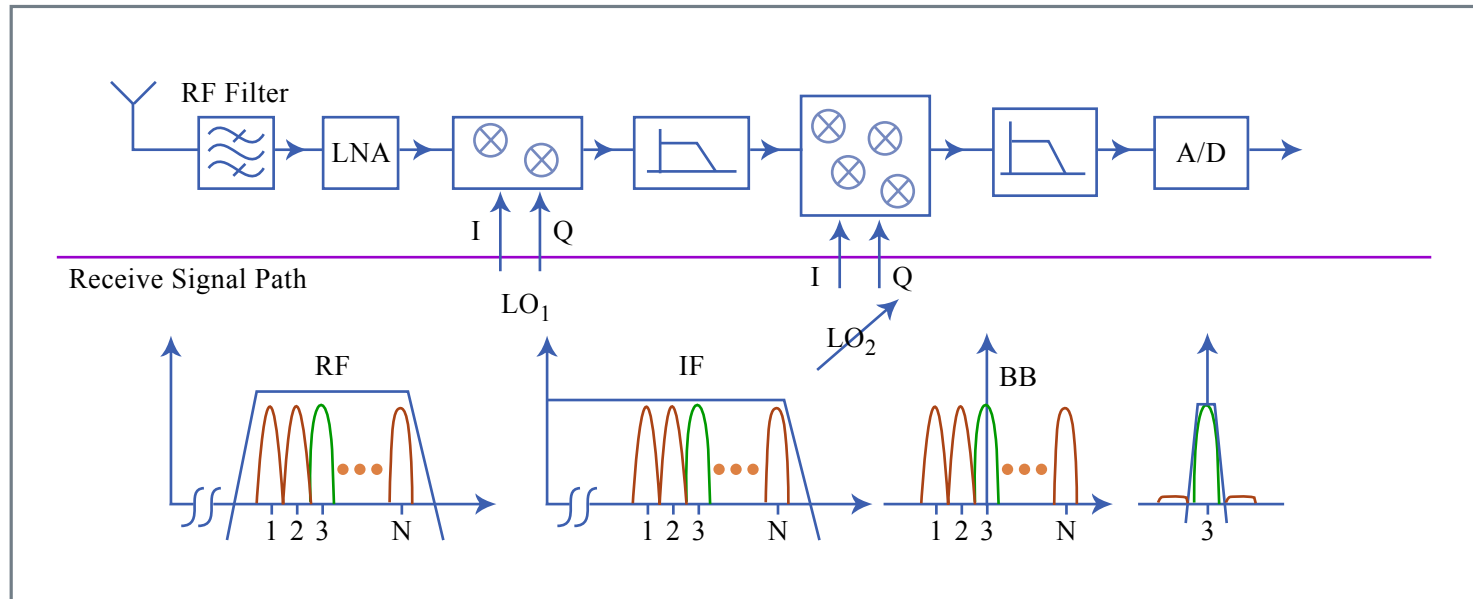 RF Filter
LNA
A/D
I Q
I Q
Receive Signal Path
LO1
LO2
RF
IF
BB
1 2 3 N
1 2 3 N
1 2 3 N
3